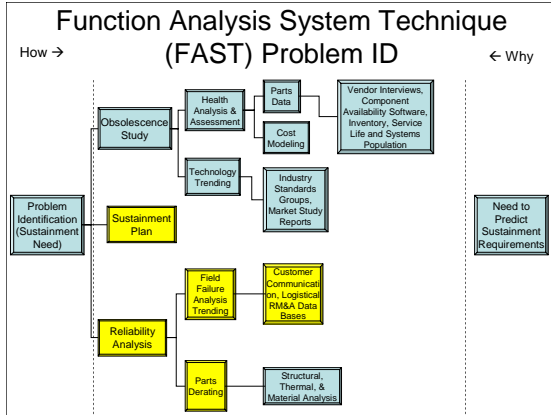 Function Analysis System Technique
(FAST) Problem ID
How →
← Why
Problem
Identification
(Sustainment
Need)
Obsolescence
Study
Health
Analysis &
Assessment
Parts
Data
Vendor Interviews,
Component
Availability Software,
Inventory, Service
Life and Systems
Population
Cost
Modeling
Technology
Trending
Industry
Standards
Groups,
Market Study
Reports
Sustainment
Plan
Reliability
Analysis
Field
Failure
Analysis
Trending
Customer
Communicatio
n, Logistical
RM&A Data
Bases
Parts
Derating
Structural,
Thermal, &
Material Analysis
Need to
Predict
Sustainment
Requirements